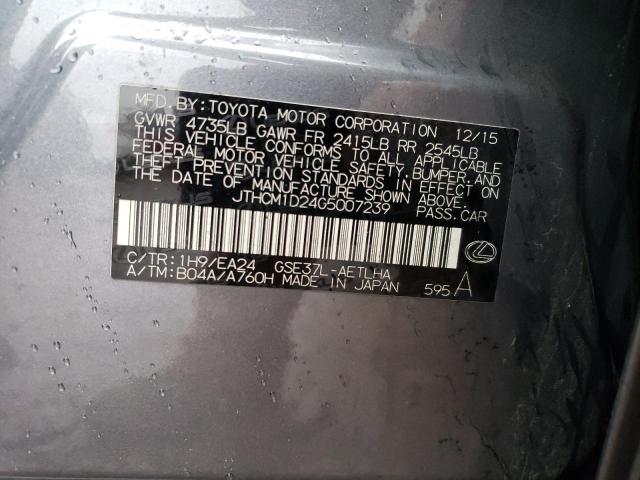 MFD. BY: TOYOTA MOTOR CORPORATION 12/15
GVWR 4735LB GAWR FR 2415LB RR 2545LB
THIS VEHICLE CONFORMS TO ALL APPLICABLE
FEDERAL MOTOR VEHICLE SAFETY, BUMPER, AND
THEFT PREVENTION STANDARDS IN EFFECT ON
THE DATE OF MANUFACTURE SHOWN ABOVE.
JTHCM1D24G5007239 PASS. CAR
C/TR: 1H9/EA24 GSE37L-AETLHA
A/TM: B04A/A760H MADE IN JAPAN 595 A